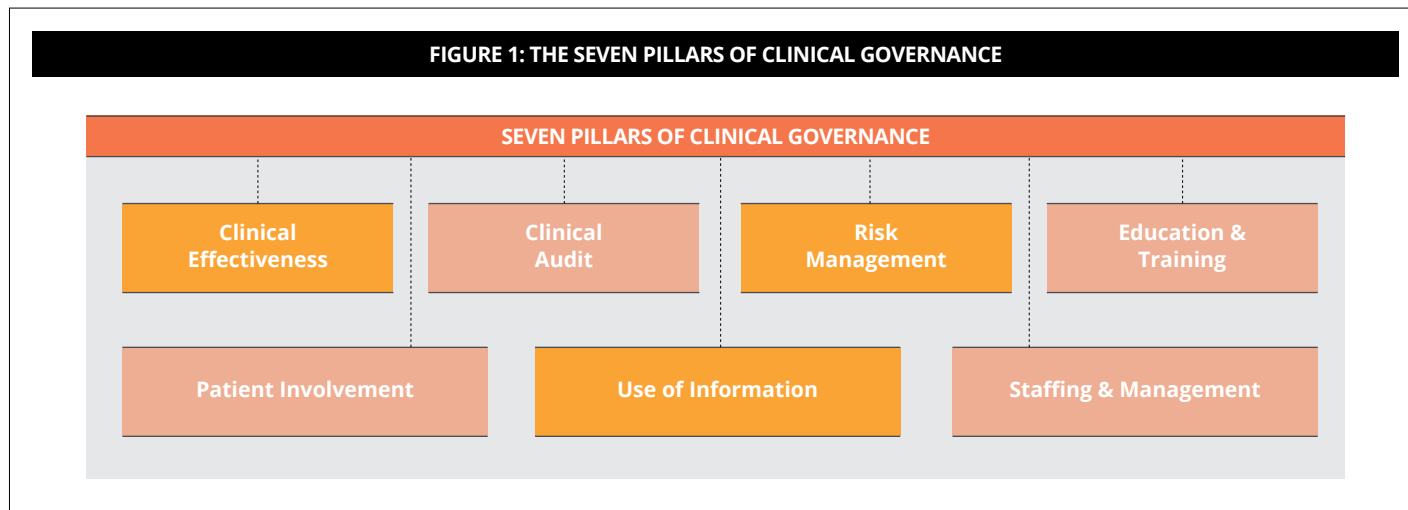 FIGURE 1: THE SEVEN PILLARS OF CLINICAL GOVERNANCE
SEVEN PILLARS OF CLINICAL GOVERNANCE
Clinical
Effectiveness
Clinical
Audit
Risk
Management
Education &
Training
Patient Involvement
Use of Information
Staffing & Management